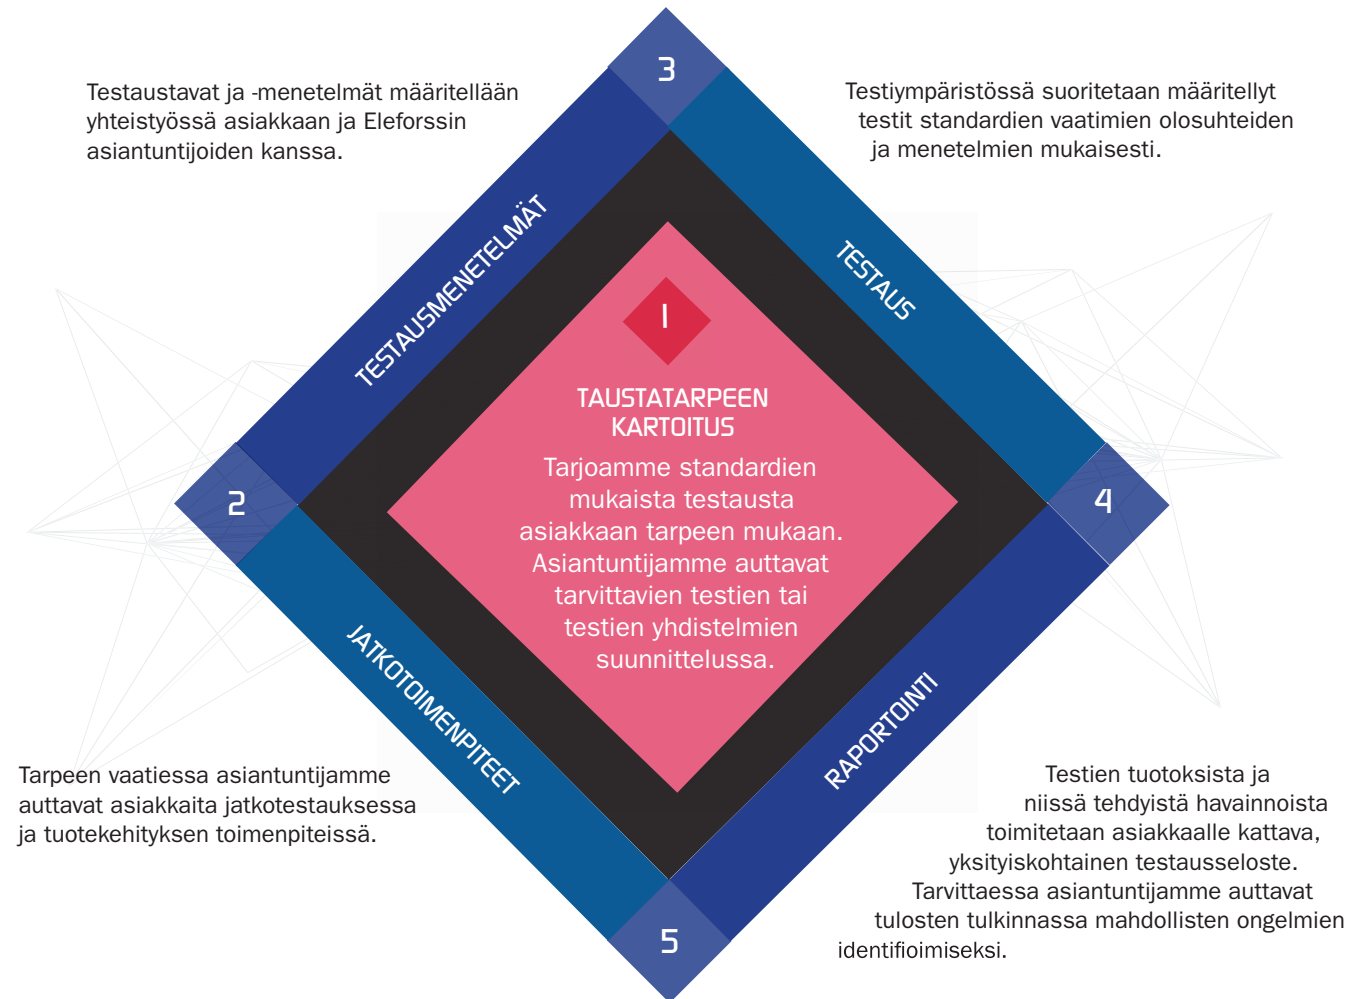 3
Testaustavat ja -menetelmät määritellään
yhteistyössä asiakkaan ja Eleforssin
asiantuntijoiden kanssa.
Testiympäristössä suoritetaan määritellyt
testit standardien vaatimien olosuhteiden
ja menetelmien mukaisesti.
TESTAUSMENETELMÄT
TESTAUS
1
TAUSTATARPEEN
KARTOITUS
Tarjoamme standardien
mukaista testausta
asiakkaan tarpeen mukaan.
Asiantuntijamme auttavat
tarvittavien testien tai
testien yhdistelmien
suunnittelussa.
2
4
JATKOTOIMENPITEET
RAPORTOINTI
Tarpeen vaatiessa asiantuntijamme
auttavat asiakkaita jatkotestauksessa
ja tuotekehityksen toimenpiteissä.
Testien tuotoksista ja
niissä tehdyistä havainnoista
toimitetaan asiakkaalle kattava,
yksityiskohtainen testausseloste.
Tarvittaessa asiantuntijamme auttavat
tulosten tulkinnassa mahdollisten ongelmien
identifioimiseksi.
5